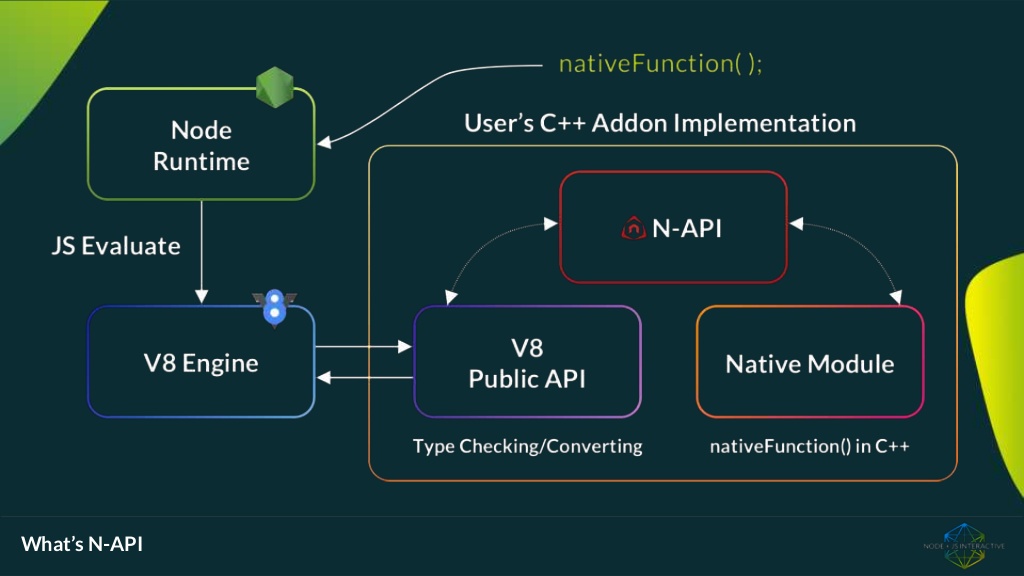 nativeFunction( );
User's C++ Addon Implementation
Node
Runtime
N-API
JS Evaluate
V8 Engine
V8
Public API
Native Module
Type Checking/Converting
nativeFunction() in C++
What's N-API
NODE + JS INTERACTIVE